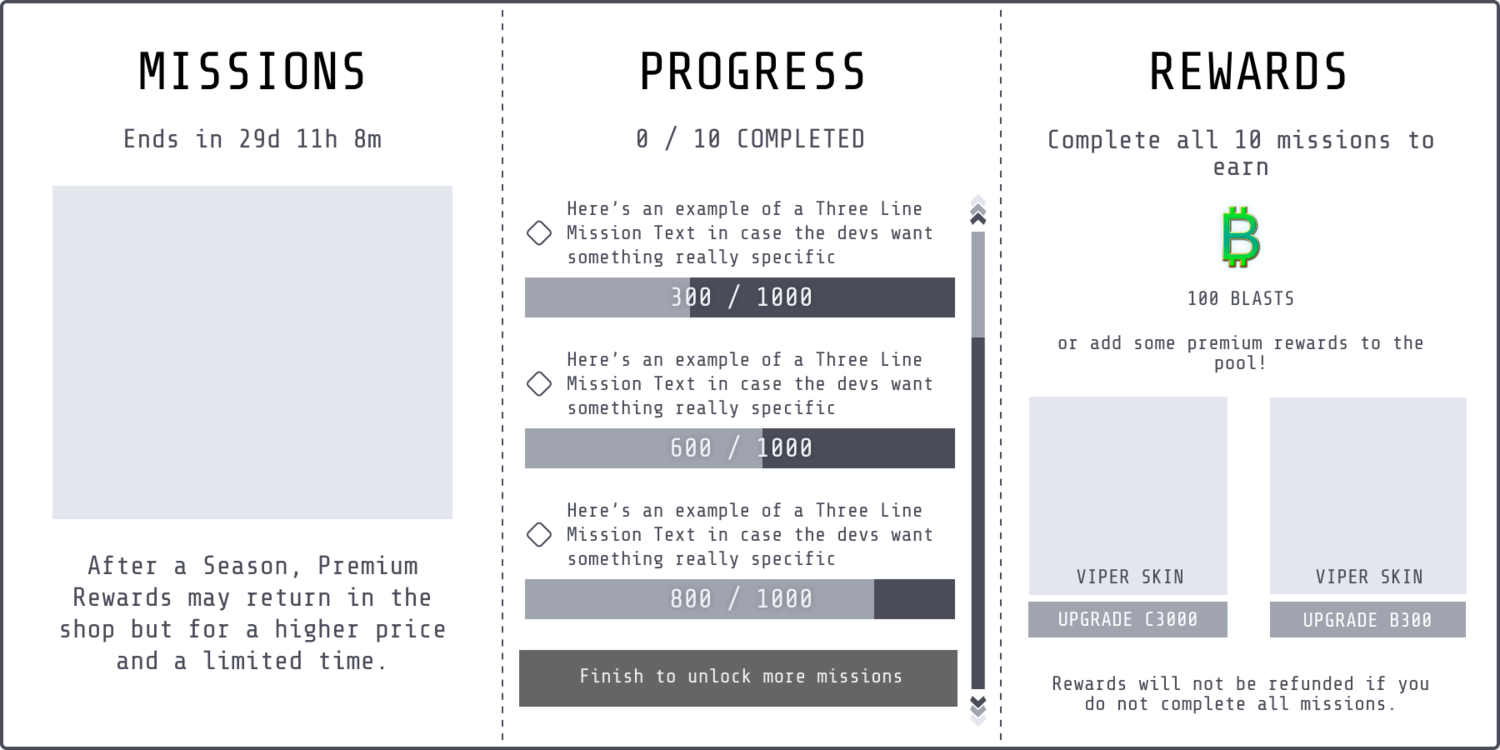 MISSIONS
Ends in 29d 11h 8m
After a Season, Premium
Rewards may return in the
shop but for a higher price
and a limited time.
PROGRESS
0 / 10 COMPLETED
Here's an example of a Three Line
Mission Text in case the devs want
something really specific
300 / 1000
Here's an example of a Three Line
Mission Text in case the devs want
something really specific
600 / 1000
Here's an example of a Three Line
Mission Text in case the devs want
something really specific
800 / 1000
Finish to unlock more missions
REWARDS
Complete all 10 missions to
earn
100 BLASTS
or add some premium rewards to the
pool!
VIPER SKIN
UPGRADE C3000
VIPER SKIN
UPGRADE B300
Rewards will not be refunded if you
do not complete all missions.